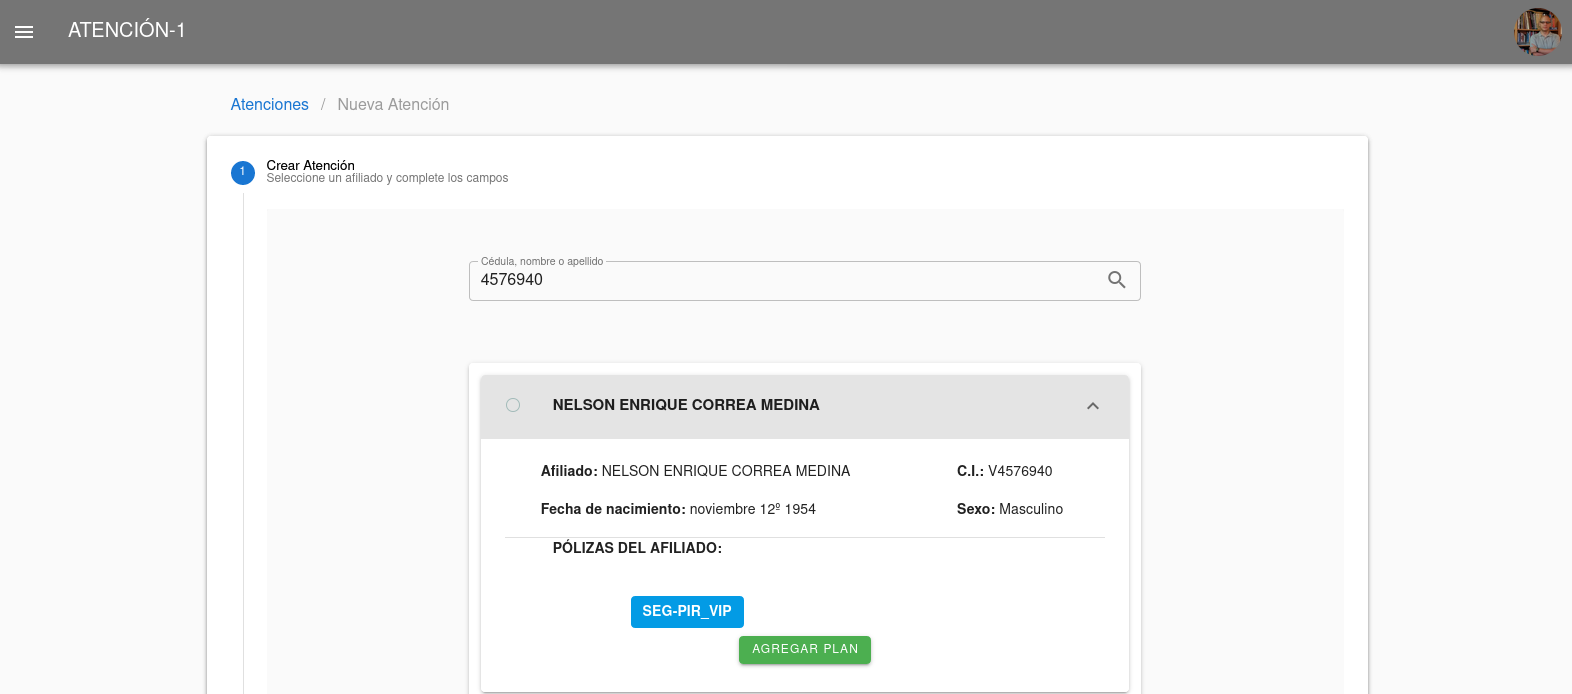 ATENCIÓN-1
Atenciones / Nueva Atención
1
Crear Atención
Seleccione un afiliado y complete los campos
Cédula, nombre o apellido
4576940
NELSON ENRIQUE CORREA MEDINA
Afiliado: NELSON ENRIQUE CORREA MEDINA C.I.: V4576940
Fecha de nacimiento: noviembre 12º 1954 Sexo: Masculino
PÓLIZAS DEL AFILIADO:
SEG-PIR_VIP
AGREGAR PLAN